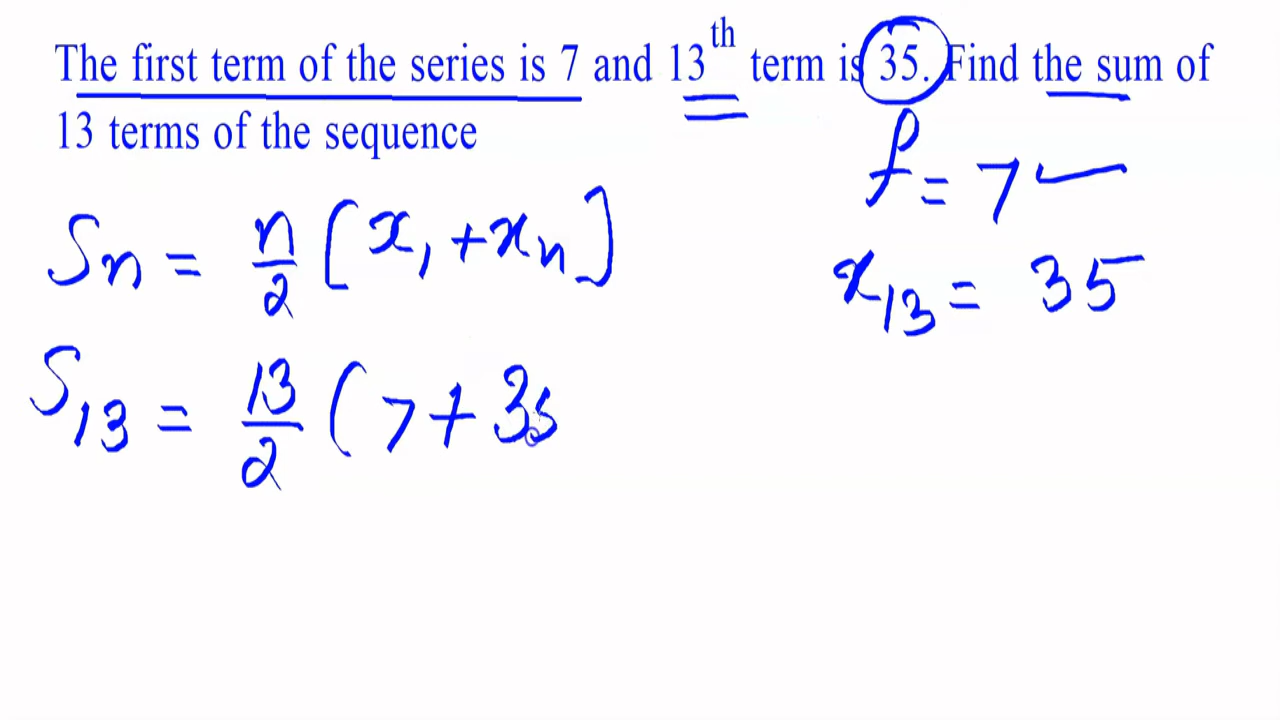 The first term of the series is 7 and 13th term is 35. Find the sum of
13 terms of the sequence
f = 7
Sn = n/2 [x1 + xn]
x13 = 35
S13 = 13/2 (7 + 35